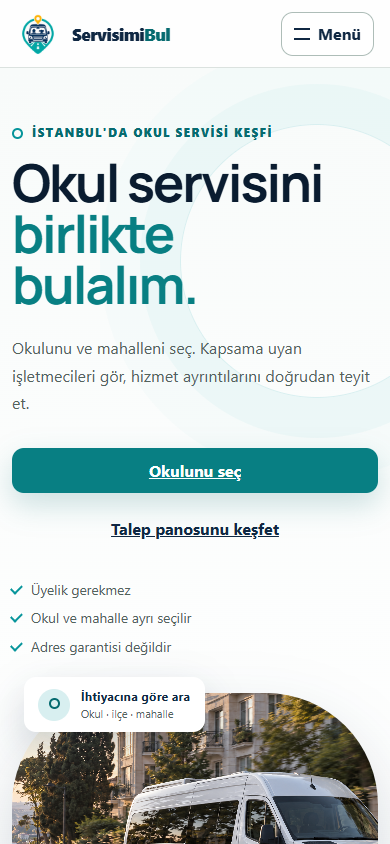 ServisimiBul
Menü
İSTANBUL'DA OKUL SERVİSİ KEŞFİ
Okul servisini
birlikte
bulalım.
Okulunu ve mahalleni seç. Kapsama uyan
işletmecileri gör, hizmet ayrıntılarını doğrudan teyit
et.
Okulunu seç
Talep panosunu keşfet
Üyelik gerekmez
Okul ve mahalle ayrı seçilir
Adres garantisi değildir
İhtiyacına göre ara
Okul · ilçe · mahalle